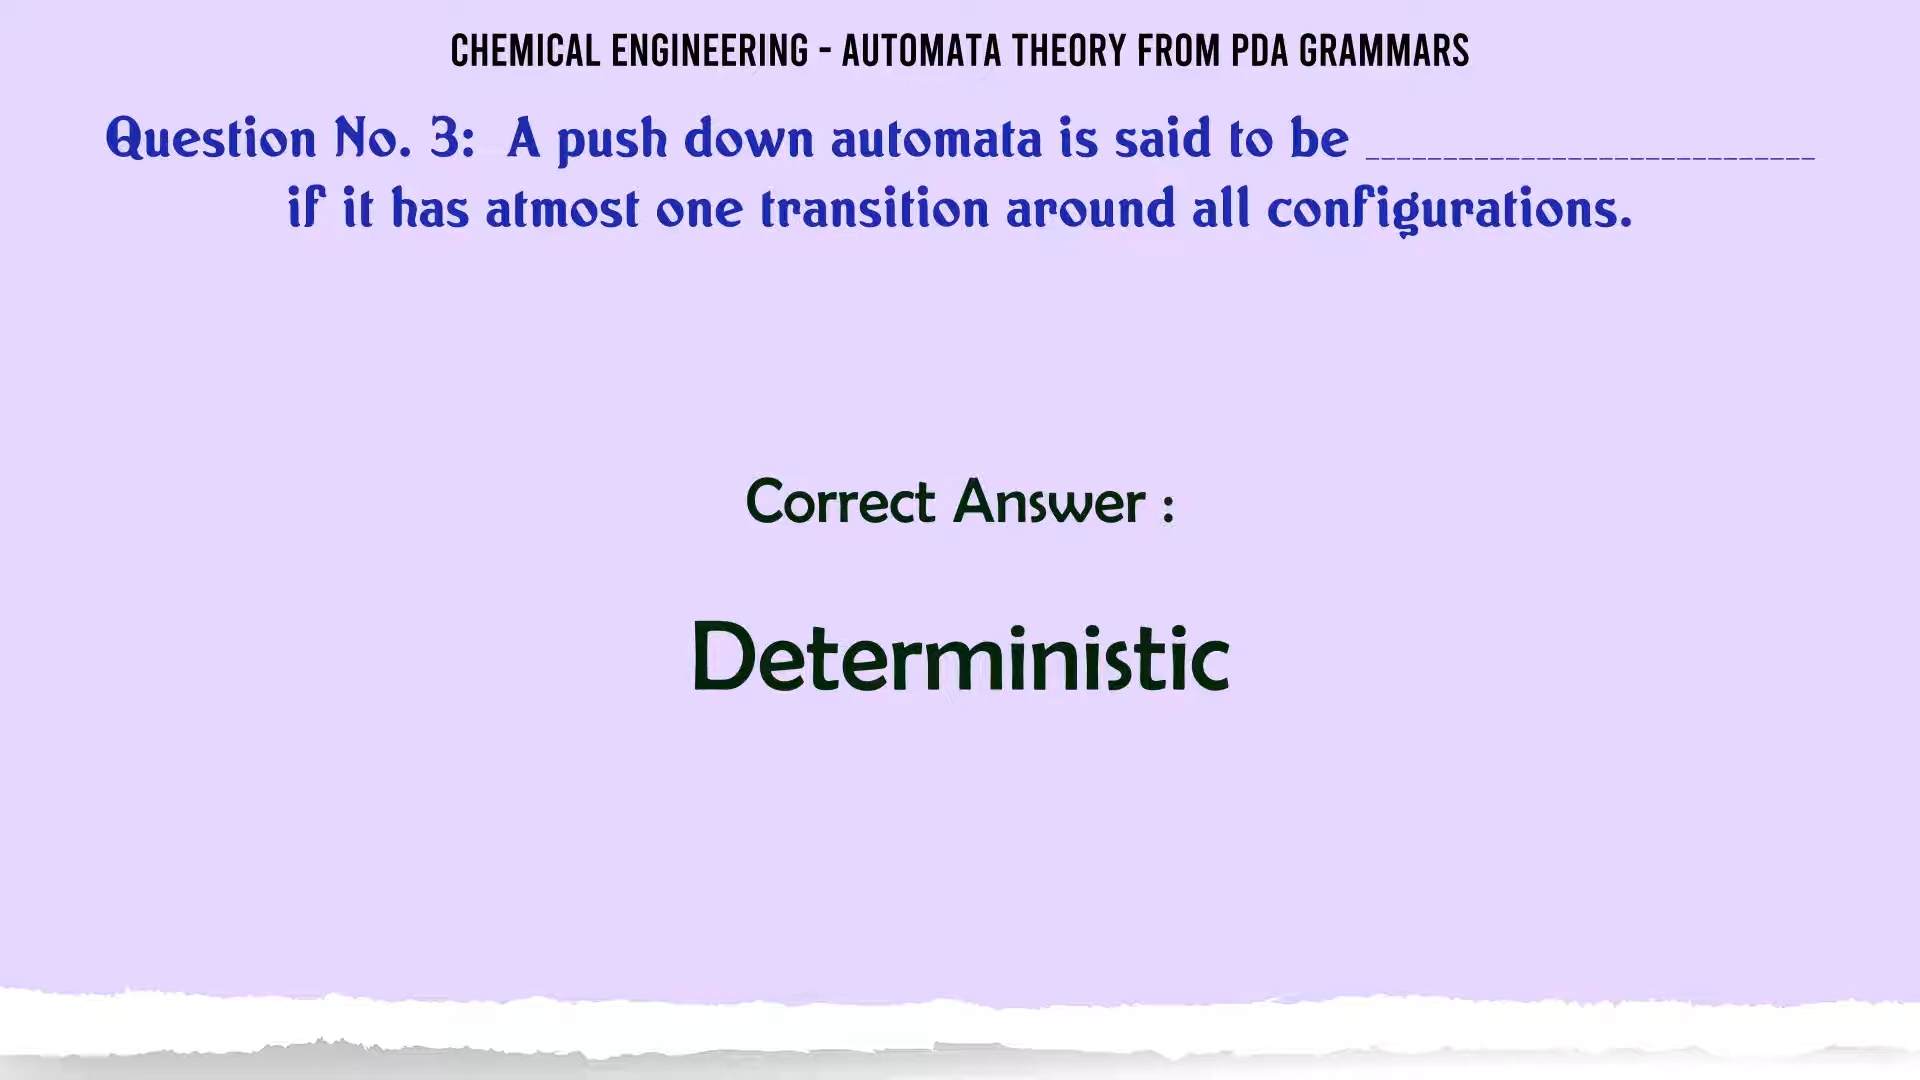 CHEMICAL ENGINEERING - AUTOMATA THEORY FROM PDA GRAMMARS
Question No. 3: A push down automata is said to be ____________________________
if it has atmost one transition around all configurations.
Correct Answer :
Deterministic